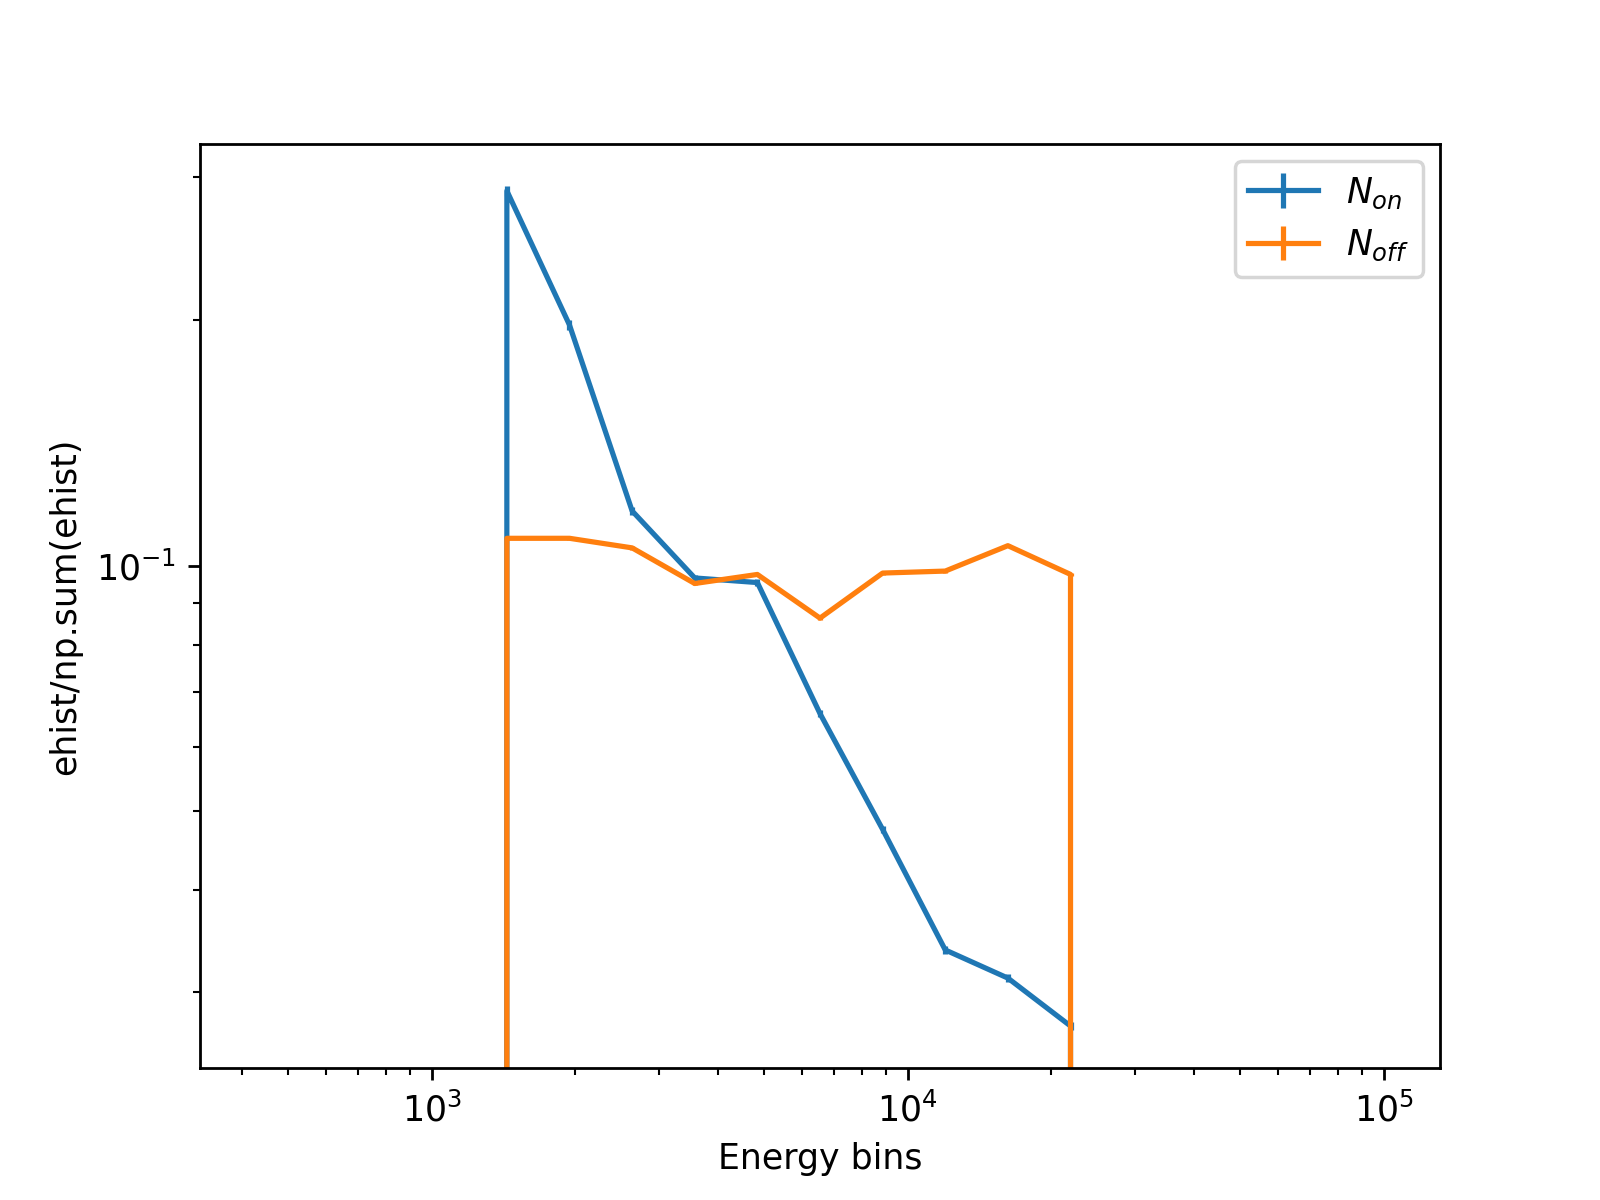 N_on
N_off
10^−1
ehist/np.sum(ehist)
10^3
10^4
10^5
Energy bins